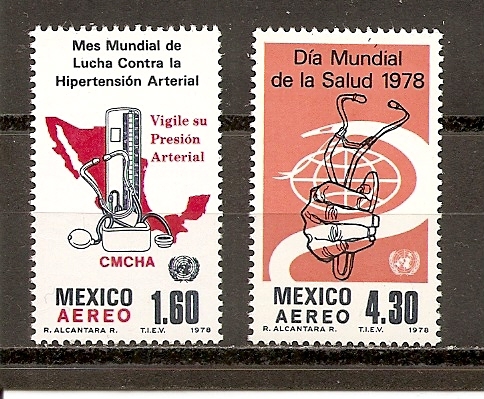 Mes Mundial de
Lucha Contra la
Hipertensión Arterial
Vigile su
Presión
Arterial
CMCHA
MEXICO
AEREO
1.60
R. ALCANTARA R. T.I.E.V. 1978
Día Mundial
de la Salud 1978
MEXICO
AEREO
4.30
R. ALCANTARA R. T.I.E.V. 1978